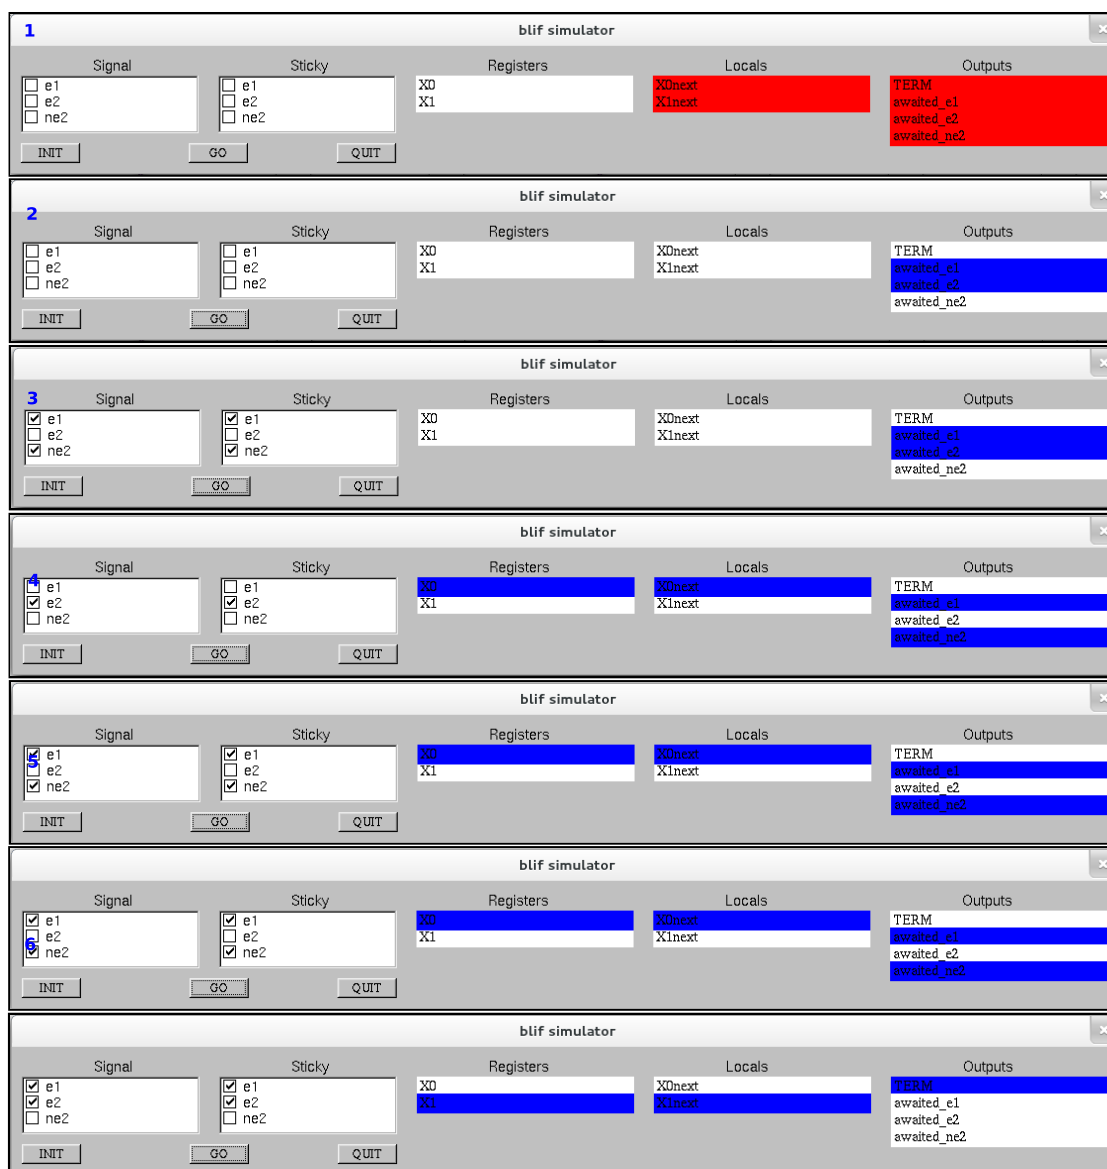 1 blif simulator
Signal Sticky Registers Locals Outputs
e1 e1 X0 X0next TERM
e2 e2 X1 X1next awaited_e1
ne2 ne2 awaited_e2
awaited_ne2
INIT GO QUIT
blif simulator
2
Signal Sticky Registers Locals Outputs
e1 e1 X0 X0next TERM
e2 e2 X1 X1next awaited_e1
ne2 ne2 awaited_e2
awaited_ne2
INIT GO QUIT
blif simulator
3 Signal Sticky Registers Locals Outputs
e1 e1 X0 X0next TERM
e2 e2 X1 X1next awaited_e1
ne2 ne2 awaited_e2
awaited_ne2
INIT GO QUIT
blif simulator
Signal Sticky Registers Locals Outputs
4 e1 e1 X0 X0next TERM
e2 e2 X1 X1next awaited_e1
ne2 ne2 awaited_e2
awaited_ne2
INIT GO QUIT
blif simulator
Signal Sticky Registers Locals Outputs
e1 e1 X0 X0next TERM
5 e2 e2 X1 X1next awaited_e1
ne2 ne2 awaited_e2
awaited_ne2
INIT GO QUIT
blif simulator
Signal Sticky Registers Locals Outputs
e1 e1 X0 X0next TERM
6 e2 e2 X1 X1next awaited_e1
ne2 ne2 awaited_e2
awaited_ne2
INIT GO QUIT
blif simulator
Signal Sticky Registers Locals Outputs
e1 e1 X0 X0next TERM
e2 e2 X1 X1next awaited_e1
ne2 ne2 awaited_e2
awaited_ne2
INIT GO QUIT